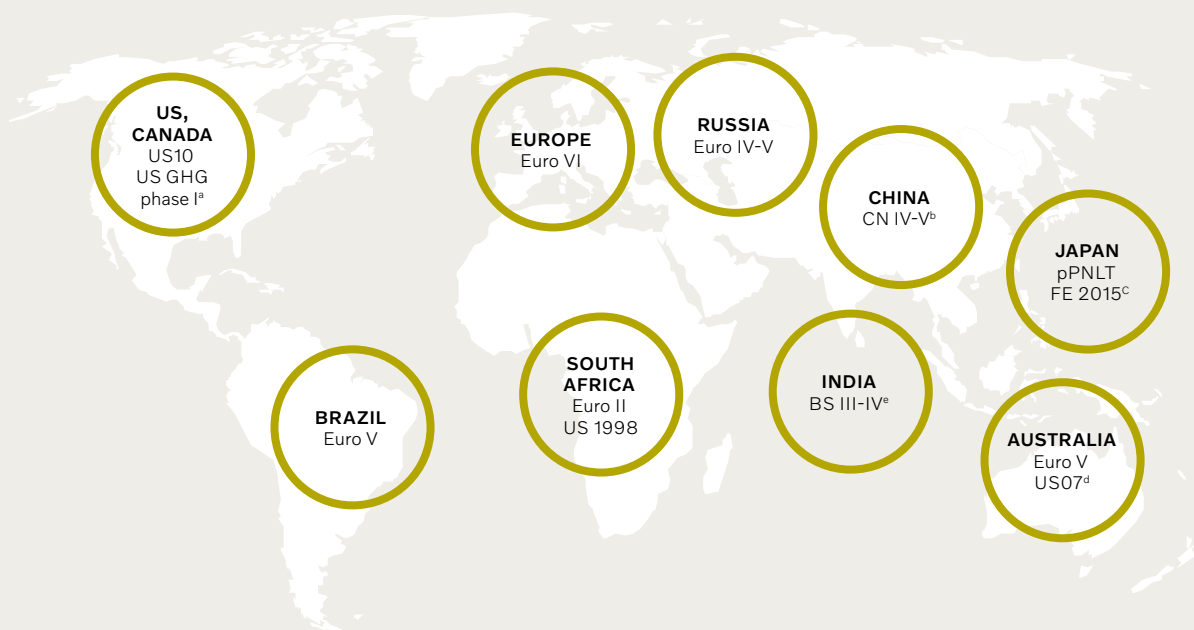 US,
CANADA
US10
US GHG
phase Iᵃ
EUROPE
Euro VI
RUSSIA
Euro IV-V
CHINA
CN IV-Vᵇ
JAPAN
pPNLT
FE 2015ᶜ
BRAZIL
Euro V
SOUTH
AFRICA
Euro II
US 1998
INDIA
BS III-IVᵉ
AUSTRALIA
Euro V
US07ᵈ